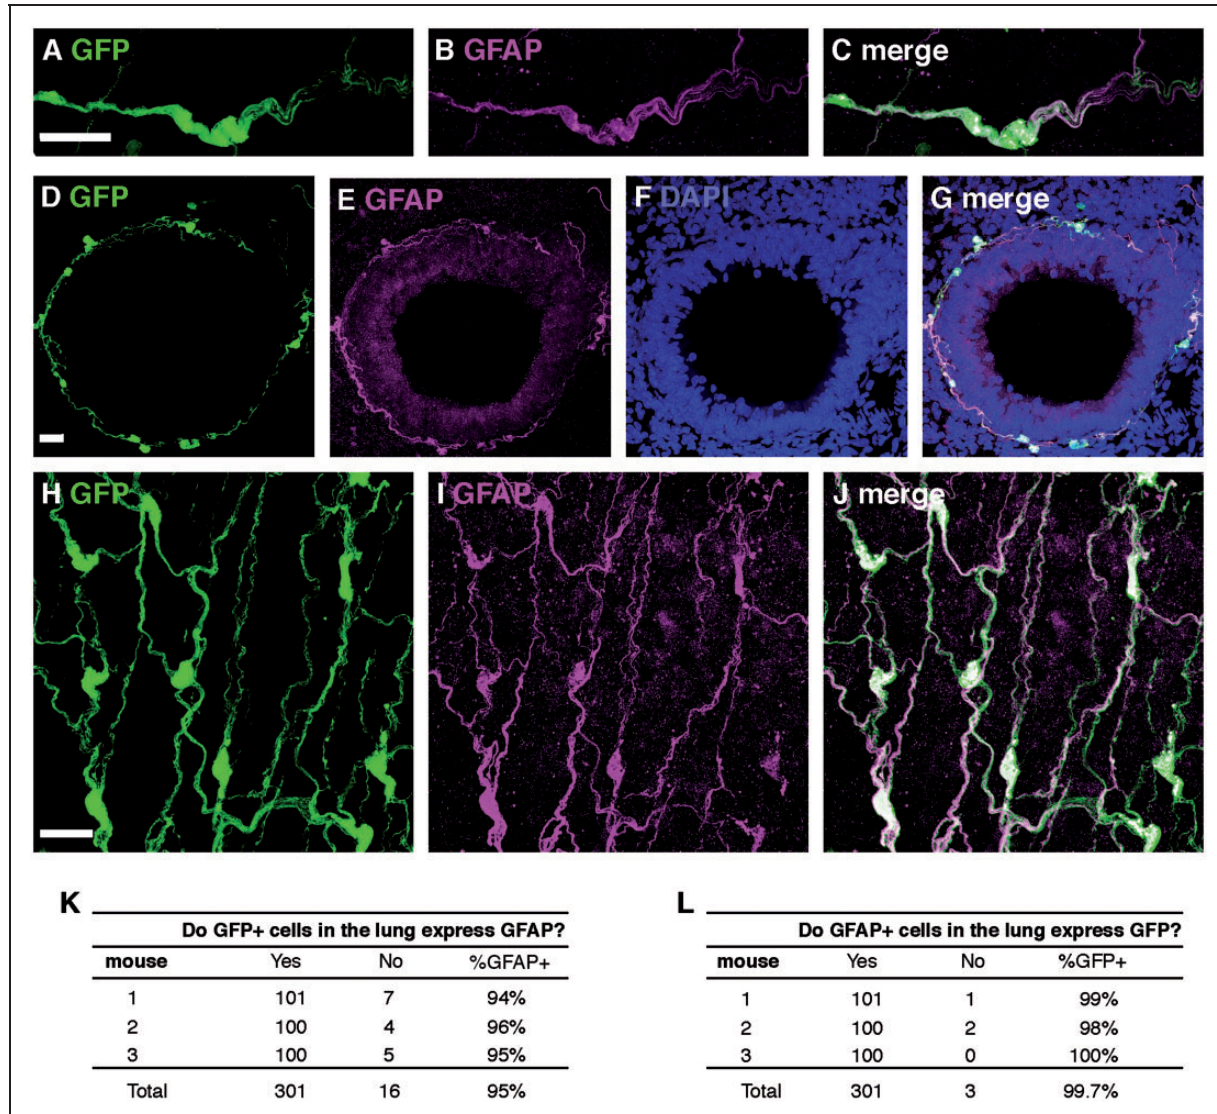 A GFP
B GFAP
C merge
D GFP
E GFAP
F DAPI
G merge
H GFP
I GFAP
J merge
K
Do GFP+ cells in the lung express GFAP?
mouse Yes No %GFAP+
1 101 7 94%
2 100 4 96%
3 100 5 95%
Total 301 16 95%
L
Do GFAP+ cells in the lung express GFP?
mouse Yes No %GFP+
1 101 1 99%
2 100 2 98%
3 100 0 100%
Total 301 3 99.7%